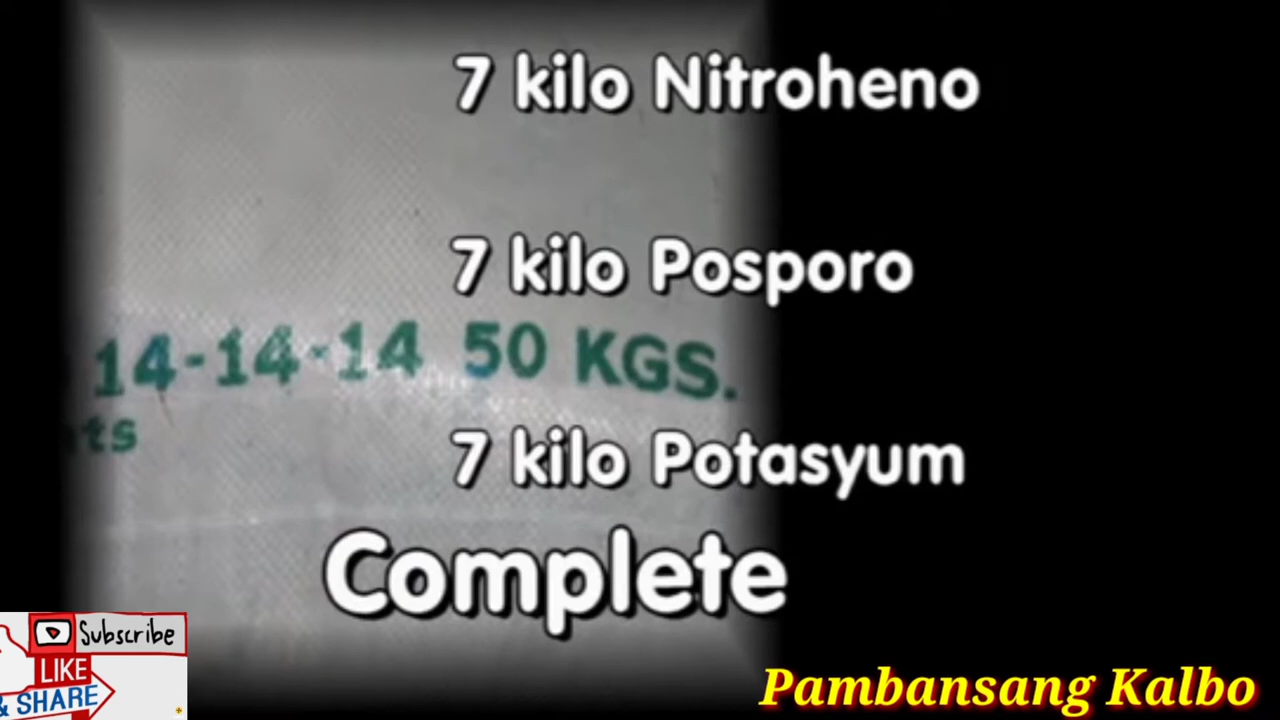 7 kilo Nitroheno
7 kilo Posporo
14-14-14 50 KGS.
ts
7 kilo Potasyum
Complete
Subscribe
LIKE
& SHARE
Pambansang Kalbo